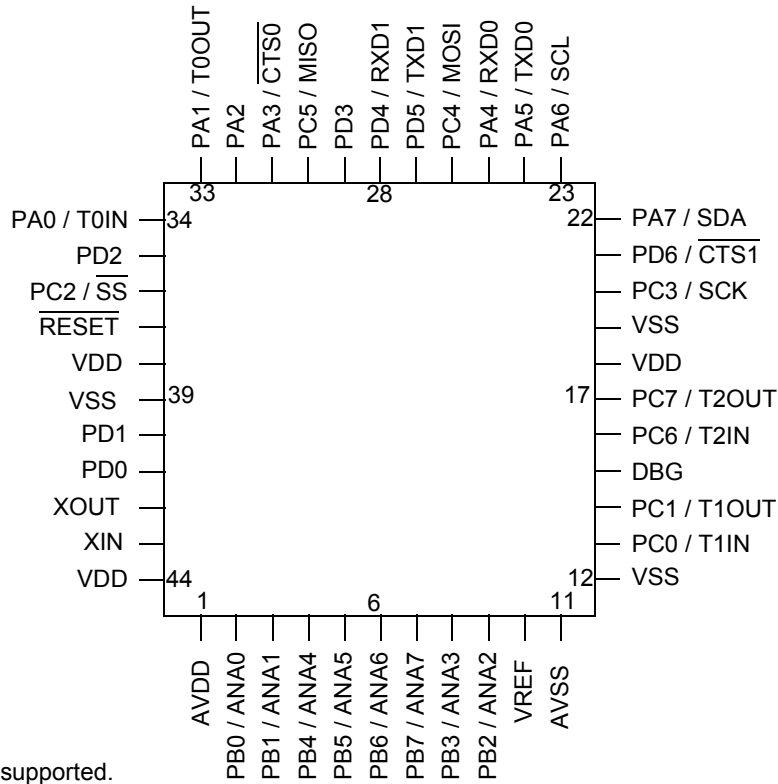 PA1 / T0OUT
PA2
PA3 / CTS0
PC5 / MISO
PD3
PD4 / RXD1
PD5 / TXD1
PC4 / MOSI
PA4 / RXD0
PA5 / TXD0
PA6 / SCL
33
28
23
PA0 / T0IN
34
22
PA7 / SDA
PD2
PD6 / CTS1
PC2 / SS
PC3 / SCK
RESET
VSS
VDD
VDD
VSS
39
17
PC7 / T2OUT
PD1
PC6 / T2IN
PD0
DBG
XOUT
PC1 / T1OUT
XIN
PC0 / T1IN
VDD
44
12
VSS
1
6
11
AVDD
PB0 / ANA0
PB1 / ANA1
PB4 / ANA4
PB5 / ANA5
PB6 / ANA6
PB7 / ANA7
PB3 / ANA3
PB2 / ANA2
VREF
AVSS
supported.